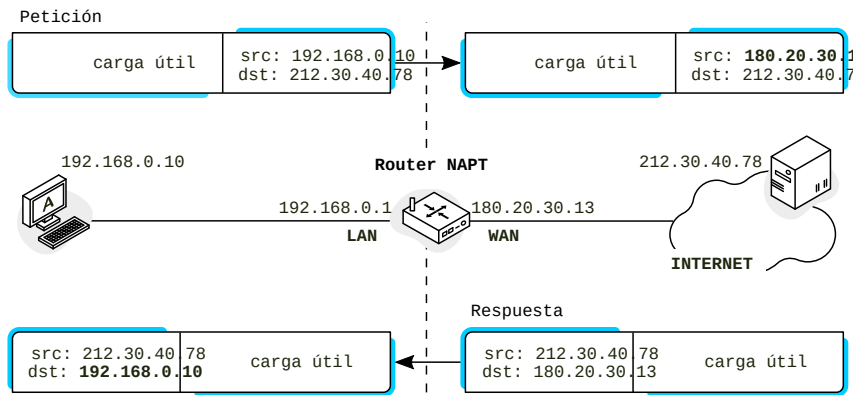 Petición
carga útil
src: 192.168.0.10
dst: 212.30.40.78
carga útil
src: 180.20.30.1
dst: 212.30.40.7
192.168.0.10
Router NAPT
212.30.40.78
A
192.168.0.1
180.20.30.13
LAN
WAN
INTERNET
Respuesta
src: 212.30.40.78
dst: 192.168.0.10
carga útil
src: 212.30.40.78
dst: 180.20.30.13
carga útil